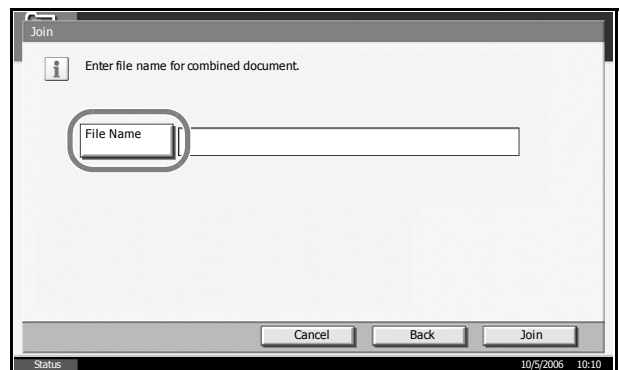 Join
Enter file name for combined document.
File Name
Cancel Back Join
Status 10/5/2006 10:10